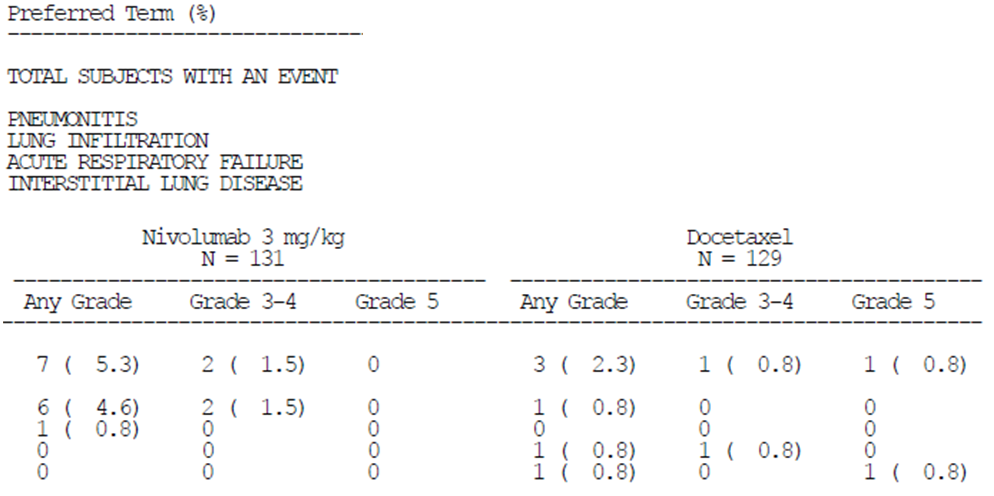 Preferred Term (%)
------------------------------
TOTAL SUBJECTS WITH AN EVENT
PNEUMONITIS
LUNG INFILTRATION
ACUTE RESPIRATORY FAILURE
INTERSTITIAL LUNG DISEASE
Nivolumab 3 mg/kg Docetaxel
N = 131 N = 129
Any Grade Grade 3-4 Grade 5 Any Grade Grade 3-4 Grade 5
7 ( 5.3) 2 ( 1.5) 0 3 ( 2.3) 1 ( 0.8) 1 ( 0.8)
6 ( 4.6) 2 ( 1.5) 0 1 ( 0.8) 0 0
1 ( 0.8) 0 0 0 0 0
0 0 0 1 ( 0.8) 1 ( 0.8) 0
0 0 0 1 ( 0.8) 0 1 ( 0.8)